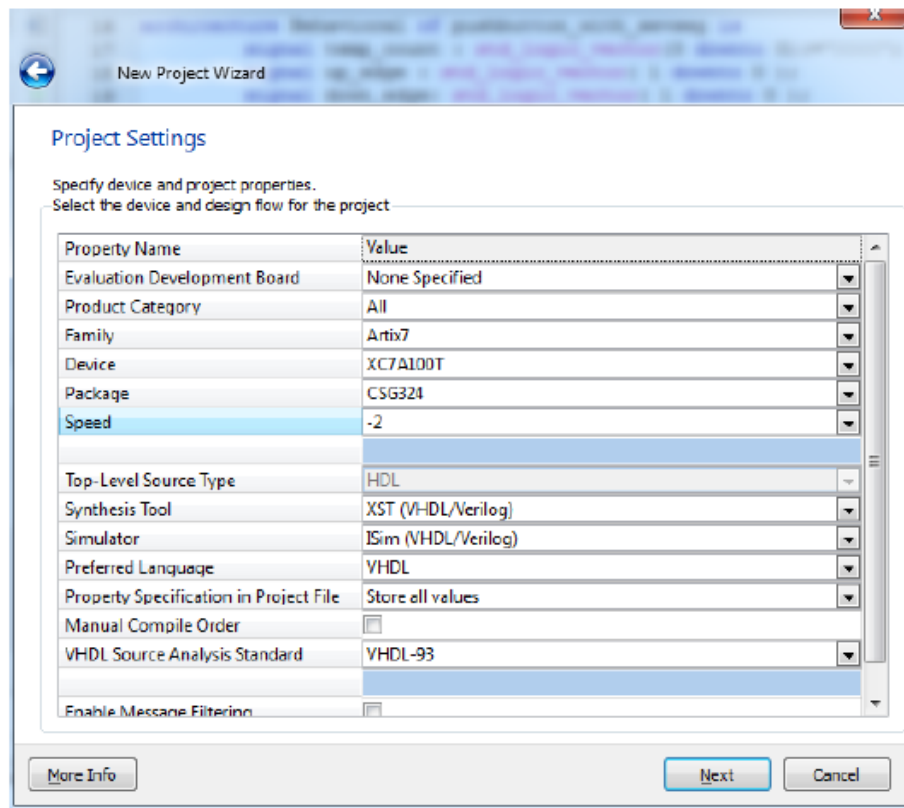 New Project Wizard
Project Settings
Specify device and project properties.
Select the device and design flow for the project
Property Name Value
Evaluation Development Board None Specified
Product Category All
Family Artix7
Device XC7A100T
Package CSG324
Speed -2
Top-Level Source Type HDL
Synthesis Tool XST (VHDL/Verilog)
Simulator ISim (VHDL/Verilog)
Preferred Language VHDL
Property Specification in Project File Store all values
Manual Compile Order
VHDL Source Analysis Standard VHDL-93
Enable Message Filtering
More Info Next Cancel